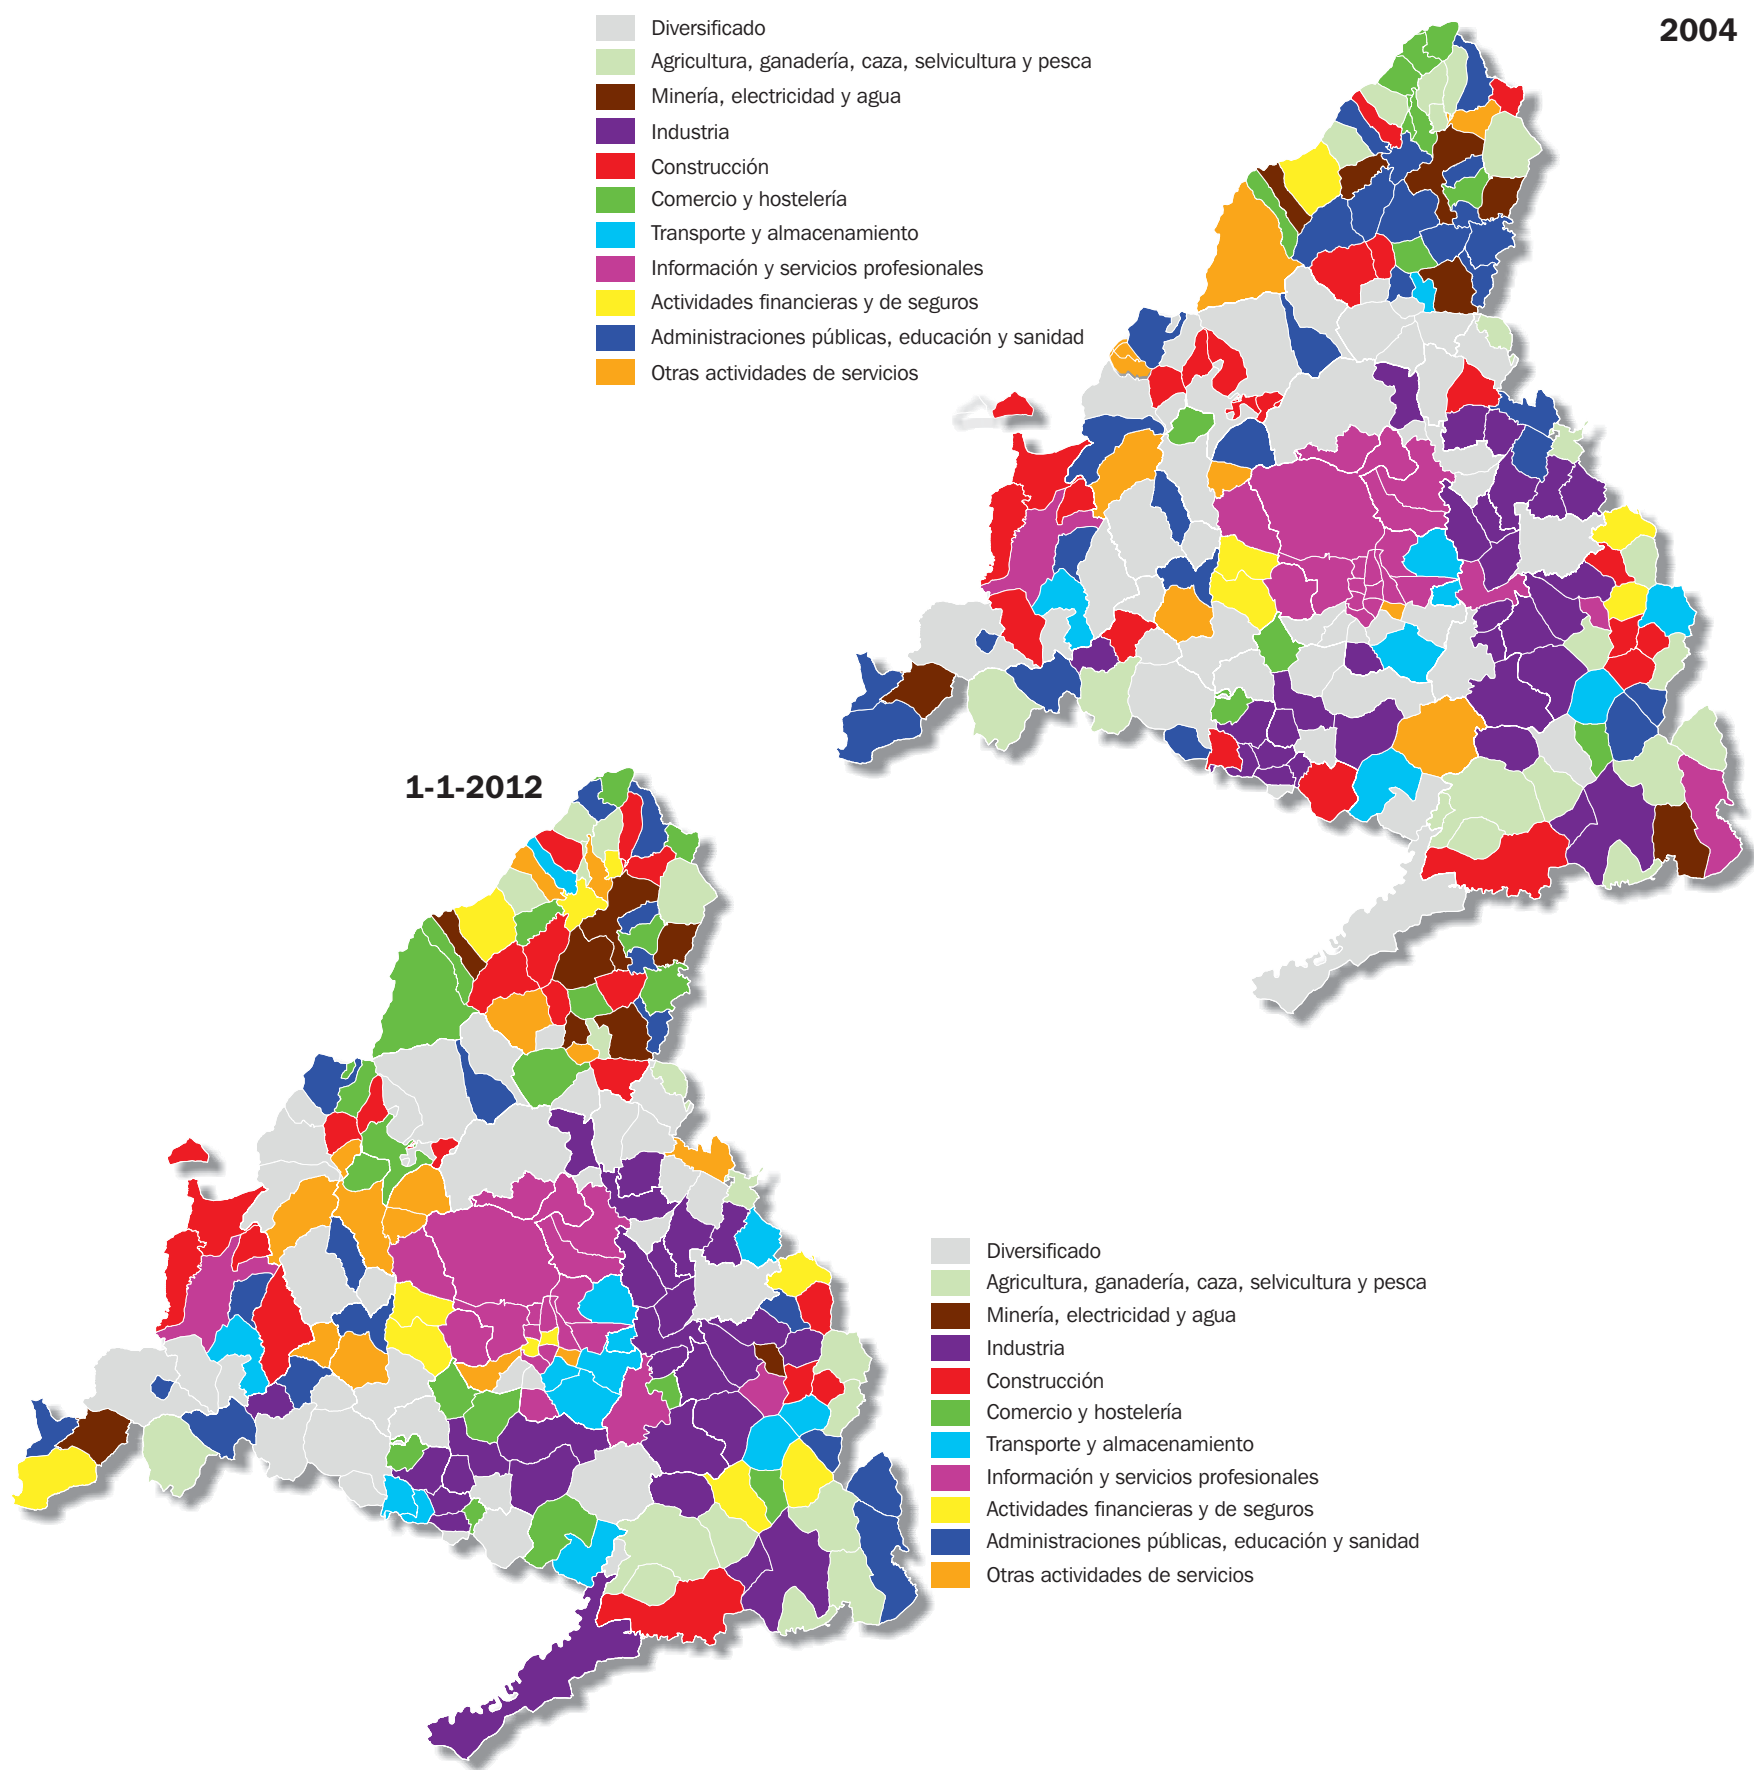 2004
Diversificado
Agricultura, ganadería, caza, selvicultura y pesca
Minería, electricidad y agua
Industria
Construcción
Comercio y hostelería
Transporte y almacenamiento
Información y servicios profesionales
Actividades financieras y de seguros
Administraciones públicas, educación y sanidad
Otras actividades de servicios
1-1-2012
Diversificado
Agricultura, ganadería, caza, selvicultura y pesca
Minería, electricidad y agua
Industria
Construcción
Comercio y hostelería
Transporte y almacenamiento
Información y servicios profesionales
Actividades financieras y de seguros
Administraciones públicas, educación y sanidad
Otras actividades de servicios